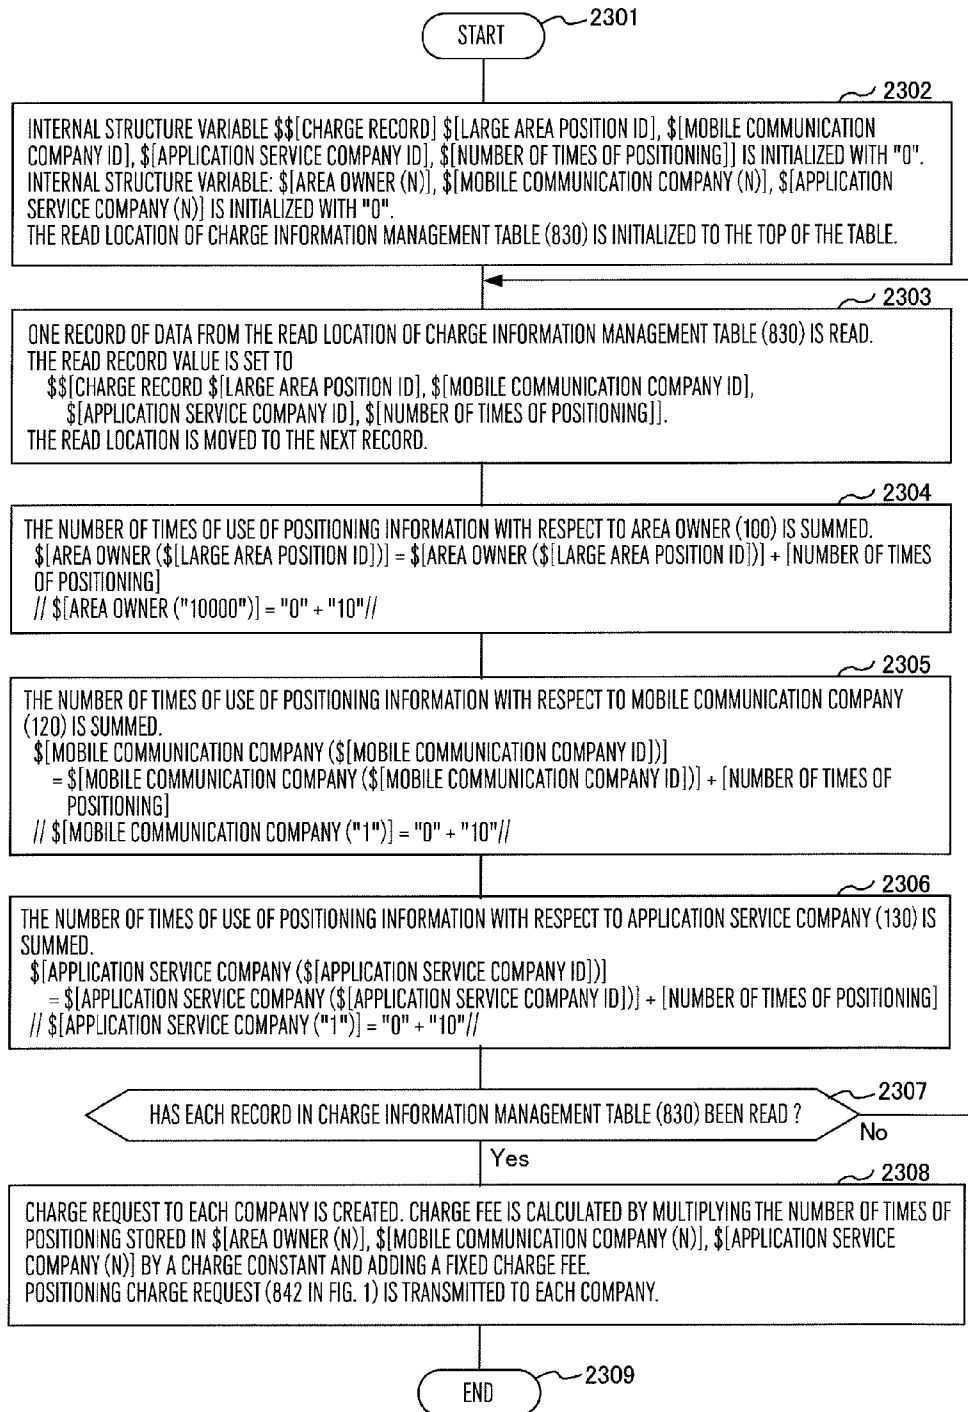 START
2301
2302
INTERNAL STRUCTURE VARIABLE $$[CHARGE RECORD] $[LARGE AREA POSITION ID], $[MOBILE COMMUNICATION
COMPANY ID], $[APPLICATION SERVICE COMPANY ID], $[NUMBER OF TIMES OF POSITIONING]] IS INITIALIZED WITH "0".
INTERNAL STRUCTURE VARIABLE: $[AREA OWNER (N)], $[MOBILE COMMUNICATION COMPANY (N)], $[APPLICATION
SERVICE COMPANY (N)] IS INITIALIZED WITH "0".
THE READ LOCATION OF CHARGE INFORMATION MANAGEMENT TABLE (830) IS INITIALIZED TO THE TOP OF THE TABLE.
2303
ONE RECORD OF DATA FROM THE READ LOCATION OF CHARGE INFORMATION MANAGEMENT TABLE (830) IS READ.
THE READ RECORD VALUE IS SET TO
$$[CHARGE RECORD $[LARGE AREA POSITION ID], $[MOBILE COMMUNICATION COMPANY ID],
$[APPLICATION SERVICE COMPANY ID], $[NUMBER OF TIMES OF POSITIONING]].
THE READ LOCATION IS MOVED TO THE NEXT RECORD.
2304
THE NUMBER OF TIMES OF USE OF POSITIONING INFORMATION WITH RESPECT TO AREA OWNER (100) IS SUMMED.
$[AREA OWNER ($[LARGE AREA POSITION ID])] = $[AREA OWNER ($[LARGE AREA POSITION ID])] + [NUMBER OF TIMES
OF POSITIONING]
// $[AREA OWNER ("10000")] = "0" + "10"//
2305
THE NUMBER OF TIMES OF USE OF POSITIONING INFORMATION WITH RESPECT TO MOBILE COMMUNICATION COMPANY
(120) IS SUMMED.
$[MOBILE COMMUNICATION COMPANY ($[MOBILE COMMUNICATION COMPANY ID])]
= $[MOBILE COMMUNICATION COMPANY ($[MOBILE COMMUNICATION COMPANY ID])] + [NUMBER OF TIMES OF
POSITIONING]
// $[MOBILE COMMUNICATION COMPANY ("1")] = "0" + "10"//
2306
THE NUMBER OF TIMES OF USE OF POSITIONING INFORMATION WITH RESPECT TO APPLICATION SERVICE COMPANY (130) IS
SUMMED.
$[APPLICATION SERVICE COMPANY ($[APPLICATION SERVICE COMPANY ID])]
= $[APPLICATION SERVICE COMPANY ($[APPLICATION SERVICE COMPANY ID])] + [NUMBER OF TIMES OF POSITIONING]
// $[APPLICATION SERVICE COMPANY ("1")] = "0" + "10"//
2307
HAS EACH RECORD IN CHARGE INFORMATION MANAGEMENT TABLE (830) BEEN READ ?
No
Yes
2308
CHARGE REQUEST TO EACH COMPANY IS CREATED. CHARGE FEE IS CALCULATED BY MULTIPLYING THE NUMBER OF TIMES OF
POSITIONING STORED IN $[AREA OWNER (N)], $[MOBILE COMMUNICATION COMPANY (N)], $[APPLICATION SERVICE
COMPANY (N)] BY A CHARGE CONSTANT AND ADDING A FIXED CHARGE FEE.
POSITIONING CHARGE REQUEST (842 IN FIG. 1) IS TRANSMITTED TO EACH COMPANY.
END
2309